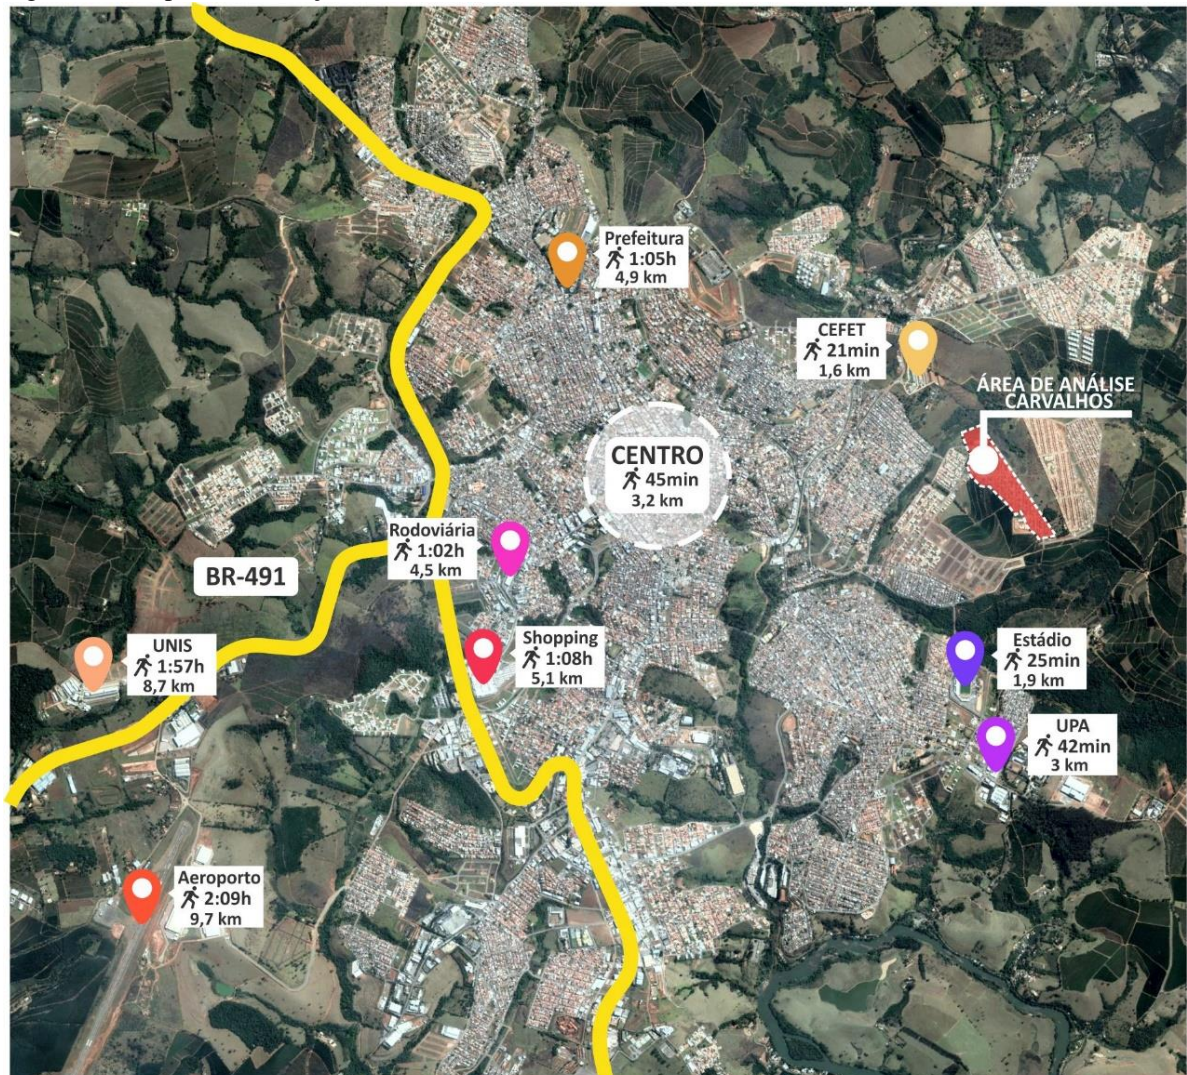 Prefeitura
1:05h
4,9 km
CEFET
21min
1,6 km
ÁREA DE ANÁLISE
CARVALHOS
CENTRO
45min
3,2 km
Rodoviária
1:02h
4,5 km
BR-491
UNIS
1:57h
8,7 km
Shopping
1:08h
5,1 km
Estádio
25min
1,9 km
UPA
42min
3 km
Aeroporto
2:09h
9,7 km